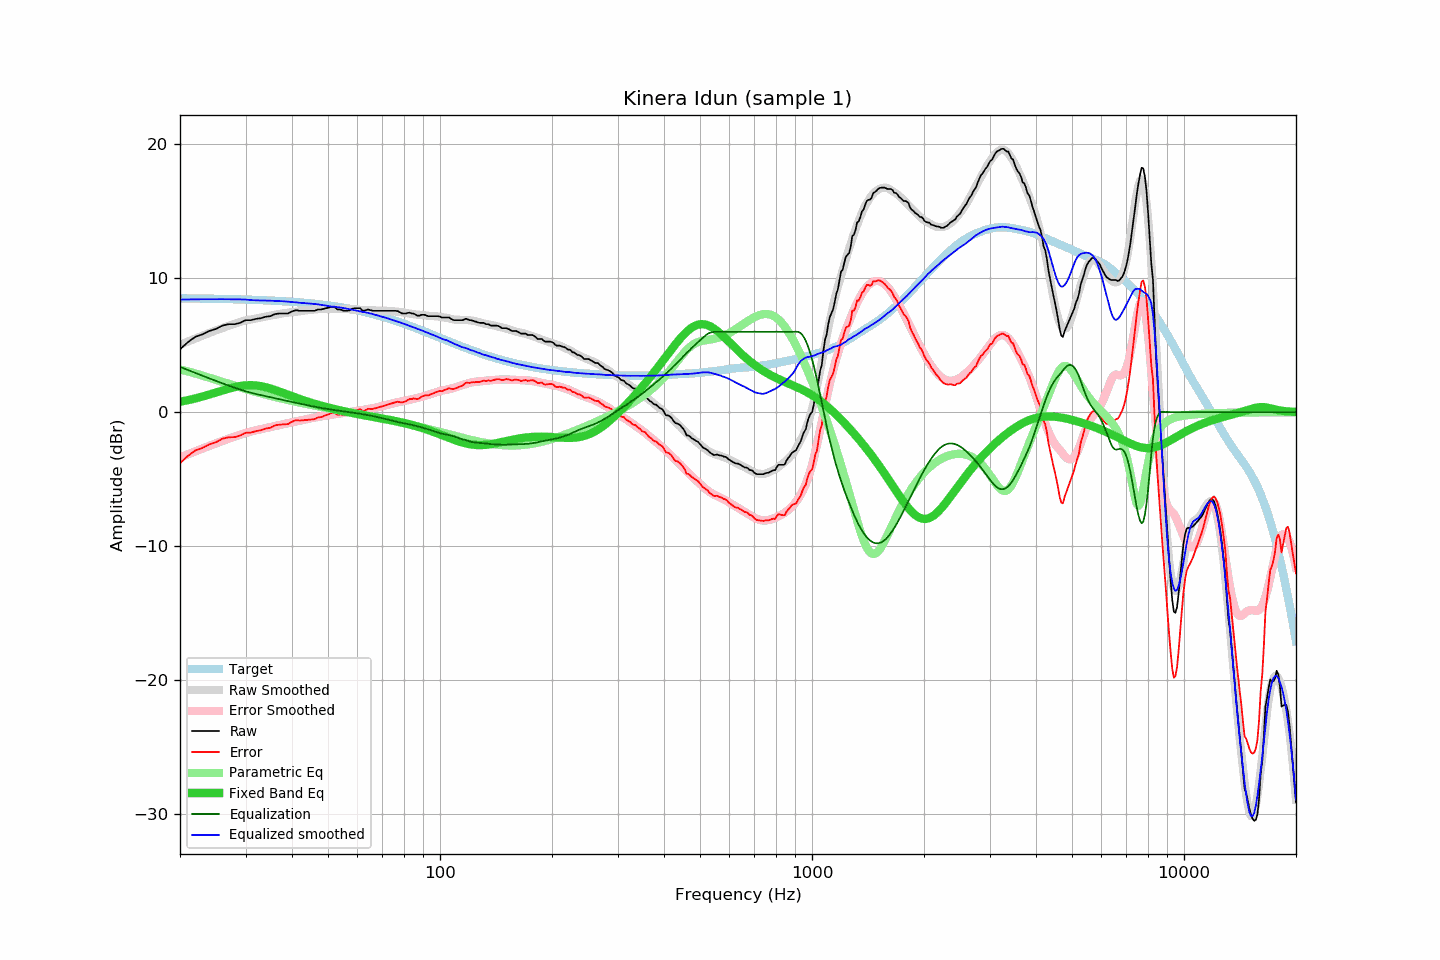 Kinera Idun (sample 1)
20
10
0
−10
−20
−30
Amplitude (dBr)
Target
Raw Smoothed
Error Smoothed
Raw
Error
Parametric Eq
Fixed Band Eq
Equalization
Equalized smoothed
100 1000 10000
Frequency (Hz)